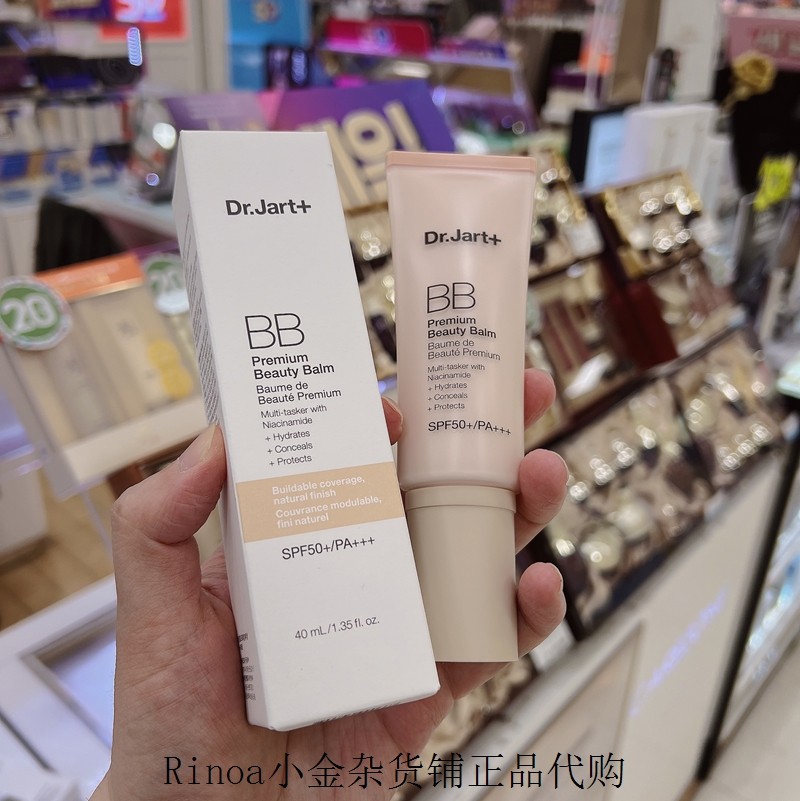 Dr.Jart+
BB
Premium
Beauty Balm
Baume de
Beauté Premium
Multi-tasker with
Niacinamide
+ Hydrates
+ Conceals
+ Protects
Buildable coverage,
natural finish
Couvrance modulable,
fini naturel
SPF50+/PA+++
40 mL/1.35 fl. oz.
Dr.Jart+
BB
Premium
Beauty Balm
Baume de
Beauté Premium
Multi-tasker with
Niacinamide
+ Hydrates
+ Conceals
+ Protects
SPF50+/PA+++
20
20
Rinoa小金杂货铺正品代购